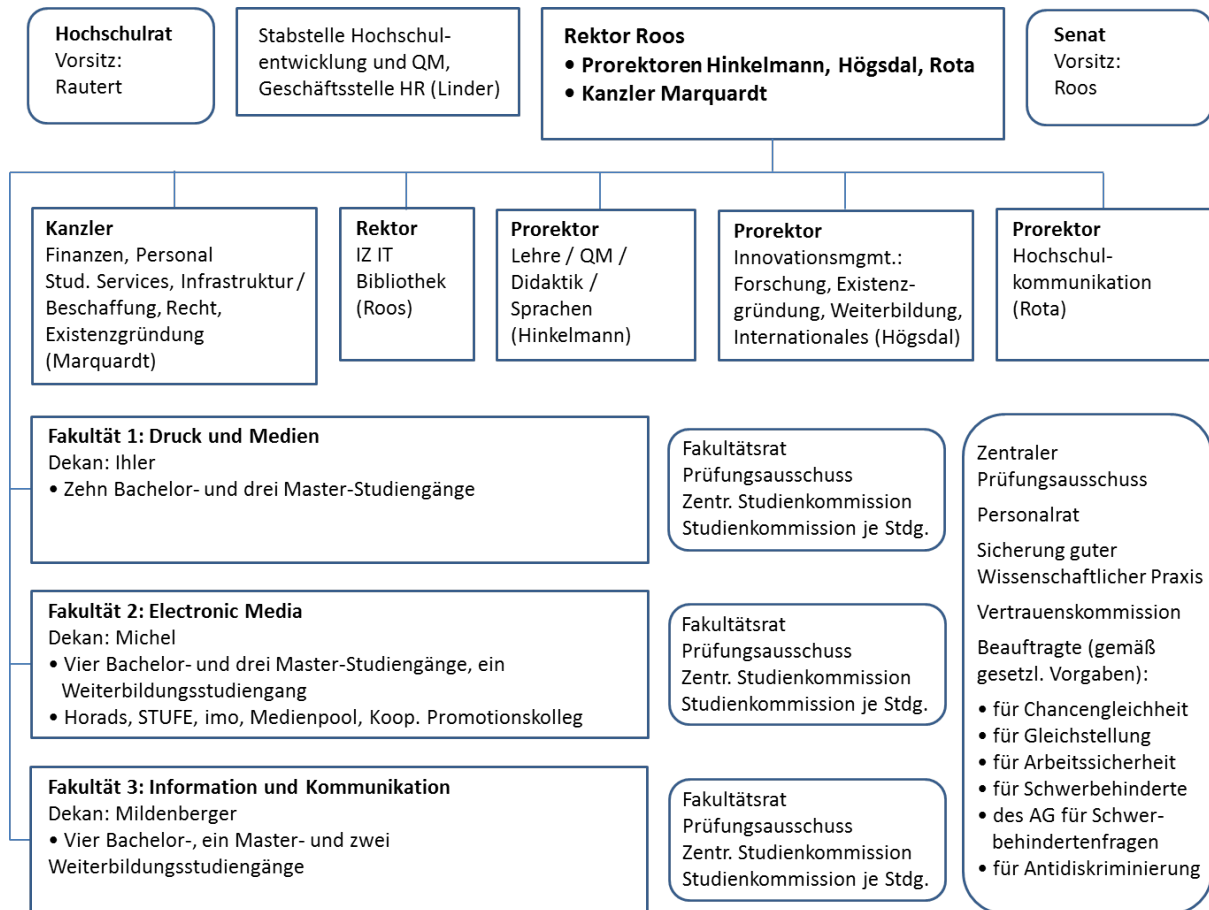 Hochschulrat
Vorsitz:
Rautert
Stabstelle Hochschul-
entwicklung und QM,
Geschäftsstelle HR (Linder)
Rektor Roos
• Prorektoren Hinkelmann, Högsdal, Rota
• Kanzler Marquardt
Senat
Vorsitz:
Roos
Kanzler
Finanzen, Personal
Stud. Services, Infrastruktur /
Beschaffung, Recht,
Existenzgründung
(Marquardt)
Rektor
IZ IT
Bibliothek
(Roos)
Prorektor
Lehre / QM /
Didaktik /
Sprachen
(Hinkelmann)
Prorektor
Innovationsmgmt.:
Forschung, Existenz-
gründung, Weiterbildung,
Internationales (Högsdal)
Prorektor
Hochschul-
kommunikation
(Rota)
Fakultät 1: Druck und Medien
Dekan: Ihler
• Zehn Bachelor- und drei Master-Studiengänge
Fakultätsrat
Prüfungsausschuss
Zentr. Studienkommission
Studienkommission je Stdg.
Fakultät 2: Electronic Media
Dekan: Michel
• Vier Bachelor- und drei Master-Studiengänge, ein
Weiterbildungsstudiengang
• Horads, STUFE, imo, Medienpool, Koop. Promotionskolleg
Fakultätsrat
Prüfungsausschuss
Zentr. Studienkommission
Studienkommission je Stdg.
Fakultät 3: Information und Kommunikation
Dekan: Mildenberger
• Vier Bachelor-, ein Master- und zwei
Weiterbildungsstudiengänge
Fakultätsrat
Prüfungsausschuss
Zentr. Studienkommission
Studienkommission je Stdg.
Zentraler
Prüfungsausschuss
Personalrat
Sicherung guter
Wissenschaftlicher Praxis
Vertrauenskommission
Beauftragte (gemäß
gesetzl. Vorgaben):
• für Chancengleichheit
• für Gleichstellung
• für Arbeitssicherheit
• für Schwerbehinderte
• des AG für Schwer-
behindertenfragen
• für Antidiskriminierung